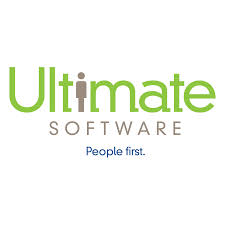 Ultimate
SOFTWARE
People first.